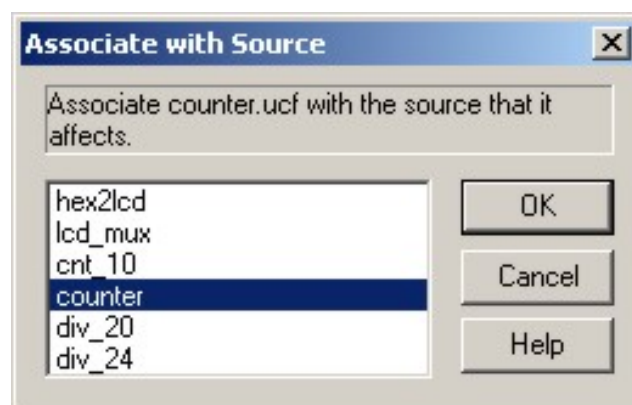 Associate with Source
Associate counter.ucf with the source that it
affects.
hex2lcd
lcd_mux
cnt_10
counter
div_20
div_24
OK
Cancel
Help